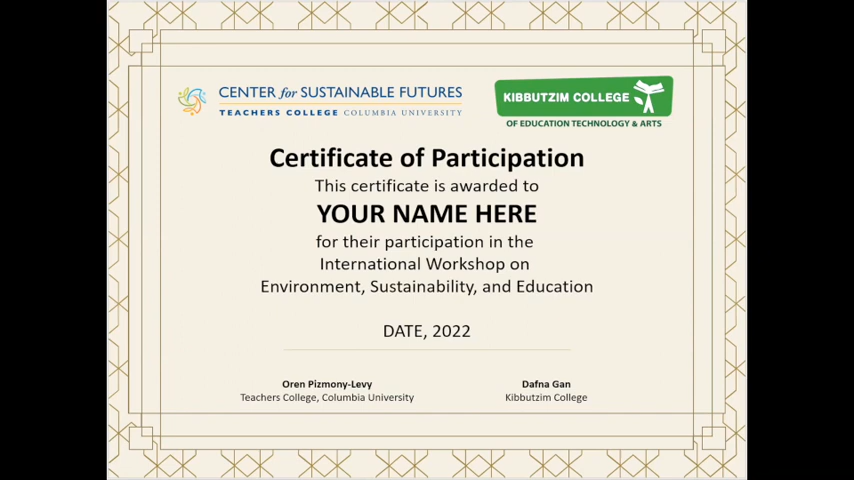 CENTER for SUSTAINABLE FUTURES
TEACHERS COLLEGE COLUMBIA UNIVERSITY
KIBBUTZIM COLLEGE
OF EDUCATION TECHNOLOGY & ARTS
Certificate of Participation
This certificate is awarded to
YOUR NAME HERE
for their participation in the
International Workshop on
Environment, Sustainability, and Education
DATE, 2022
Oren Pizmony-Levy
Teachers College, Columbia University
Dafna Gan
Kibbutzim College